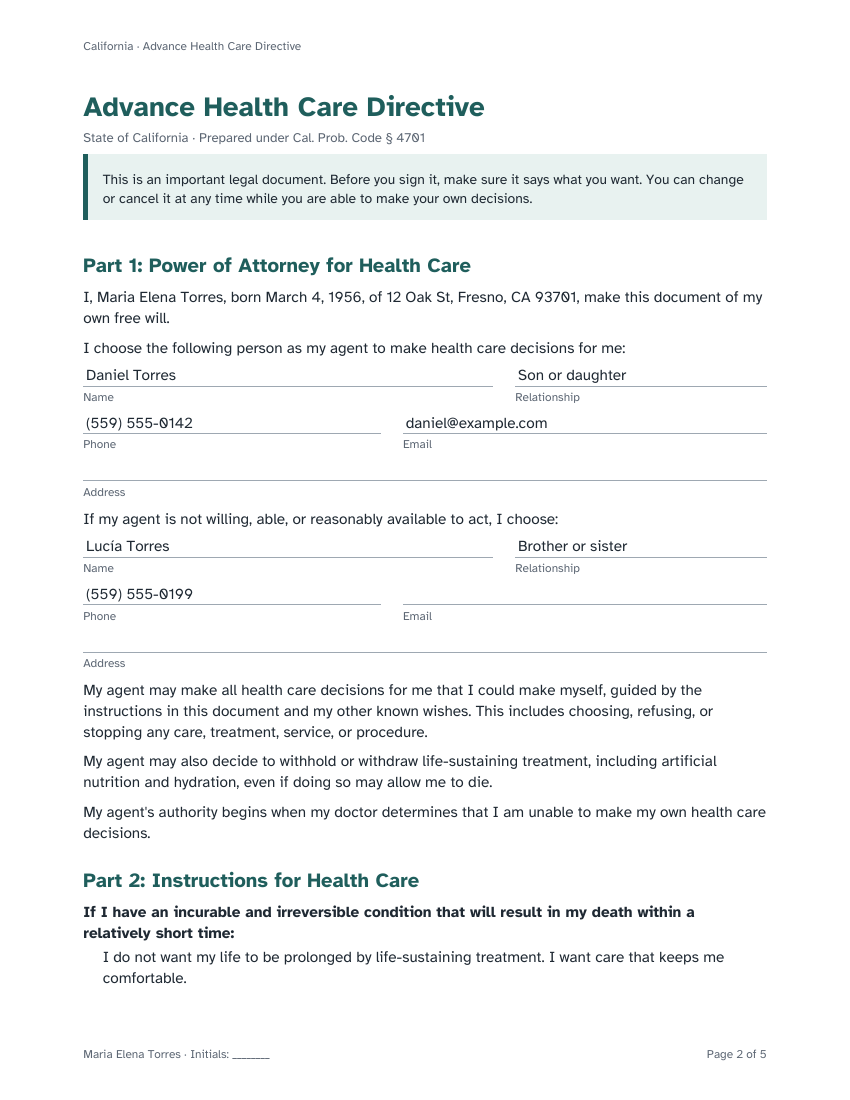 California · Advance Health Care Directive
Advance Health Care Directive
State of California · Prepared under Cal. Prob. Code § 4701
This is an important legal document. Before you sign it, make sure it says what you want. You can change
or cancel it at any time while you are able to make your own decisions.
Part 1: Power of Attorney for Health Care
I, Maria Elena Torres, born March 4, 1956, of 12 Oak St, Fresno, CA 93701, make this document of my
own free will.
I choose the following person as my agent to make health care decisions for me:
Daniel Torres Son or daughter
Name Relationship
(559) 555-0142 daniel@example.com
Phone Email
Address
If my agent is not willing, able, or reasonably available to act, I choose:
Lucía Torres Brother or sister
Name Relationship
(559) 555-0199
Phone Email
Address
My agent may make all health care decisions for me that I could make myself, guided by the
instructions in this document and my other known wishes. This includes choosing, refusing, or
stopping any care, treatment, service, or procedure.
My agent may also decide to withhold or withdraw life-sustaining treatment, including artificial
nutrition and hydration, even if doing so may allow me to die.
My agent's authority begins when my doctor determines that I am unable to make my own health care
decisions.
Part 2: Instructions for Health Care
If I have an incurable and irreversible condition that will result in my death within a
relatively short time:
I do not want my life to be prolonged by life-sustaining treatment. I want care that keeps me
comfortable.
Maria Elena Torres · Initials: ________ Page 2 of 5